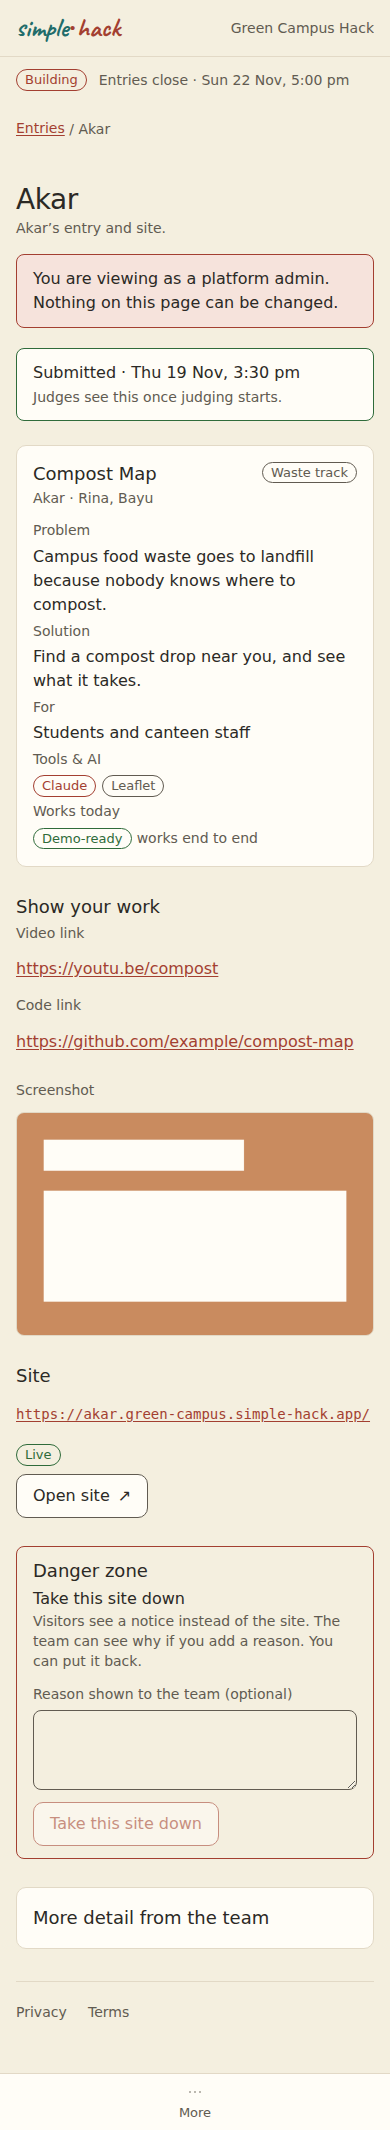 simple·hack
Green Campus Hack
Building
Entries close · Sun 22 Nov, 5:00 pm
Entries / Akar
Akar
Akar’s entry and site.
You are viewing as a platform admin.
Nothing on this page can be changed.
Submitted · Thu 19 Nov, 3:30 pm
Judges see this once judging starts.
Compost Map
Waste track
Akar · Rina, Bayu
Problem
Campus food waste goes to landfill
because nobody knows where to
compost.
Solution
Find a compost drop near you, and see
what it takes.
For
Students and canteen staff
Tools & AI
Claude
Leaflet
Works today
Demo-ready works end to end
Show your work
Video link
https://youtu.be/compost
Code link
https://github.com/example/compost-map
Screenshot
Site
https://akar.green-campus.simple-hack.app/
Live
Open site ↗
Danger zone
Take this site down
Visitors see a notice instead of the site. The
team can see why if you add a reason. You
can put it back.
Reason shown to the team (optional)
Take this site down
More detail from the team
Privacy
Terms
…
More